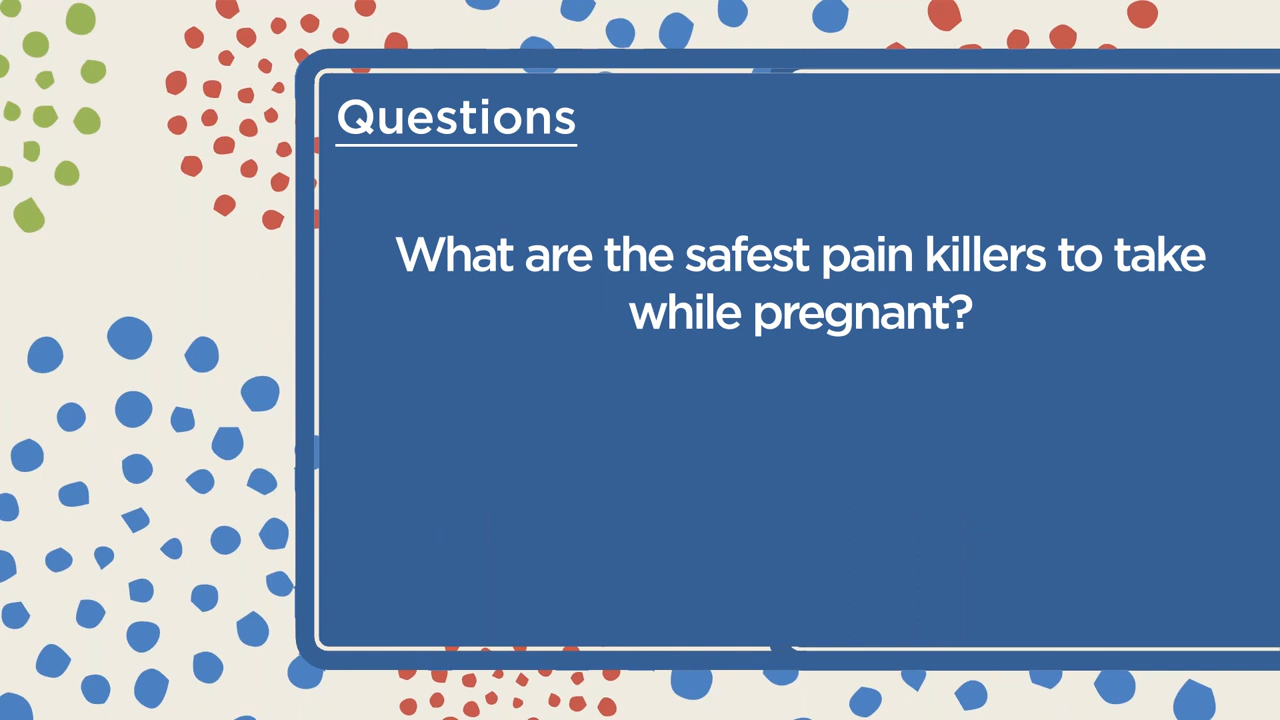 Questions
What are the safest pain killers to take
while pregnant?